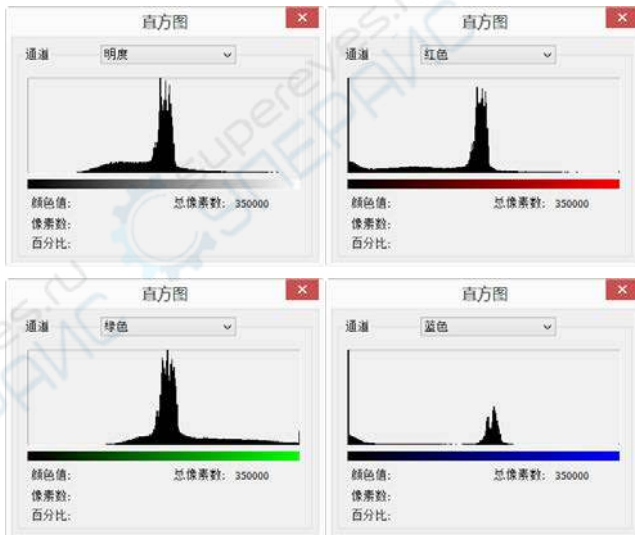 直方图
通道 明度
颜色值: 总像素数: 350000
像素数:
百分比:
直方图
通道 红色
颜色值: 总像素数: 350000
像素数:
百分比:
直方图
通道 绿色
颜色值: 总像素数: 350000
像素数:
百分比:
直方图
通道 蓝色
颜色值: 总像素数: 350000
像素数:
百分比:
supereyes.ru
СУПЕРАЙС